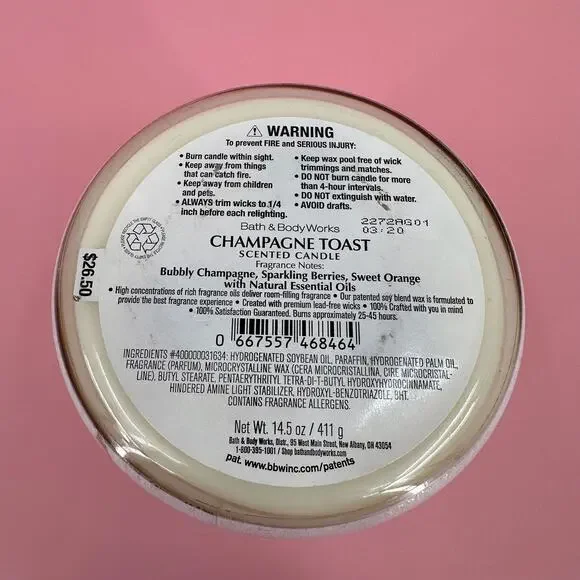 ⚠ WARNING
To prevent FIRE and SERIOUS INJURY:
• Burn candle within sight.
• Keep away from things
that can catch fire.
• Keep away from children
and pets.
• ALWAYS trim wicks to 1/4
inch before each relighting.
• Keep wax pool free of wick
trimmings and matches.
• DO NOT burn candle for more
than 4-hour intervals.
• DO NOT extinguish with water.
• AVOID drafts.
2272AG01
03:20
Bath & Body Works
CHAMPAGNE TOAST
SCENTED CANDLE
Fragrance Notes:
Bubbly Champagne, Sparkling Berries, Sweet Orange
with Natural Essential Oils
• High concentrations of rich fragrance oils deliver room-filling fragrance • Our patented soy blend wax is formulated to
provide the best fragrance experience • Created with premium lead-free wicks • 100% Crafted with you in mind
• 100% Satisfaction Guaranteed. Burns approximately 25-45 hours.
$26.50
0 667557 468464
INGREDIENTS #400000031634: HYDROGENATED SOYBEAN OIL, PARAFFIN, HYDROGENATED PALM OIL,
FRAGRANCE (PARFUM), MICROCRYSTALLINE WAX (CERA MICROCRISTALLINA, CIRE MICROCRISTAL-
LINE), BUTYL STEARATE, PENTAERYTHRITYL TETRA-DI-T-BUTYL HYDROXYHYDROCINNAMATE,
HINDERED AMINE LIGHT STABILIZER, HYDROXYL-BENZOTRIAZOLE, BHT.
CONTAINS FRAGRANCE ALLERGENS.
Net Wt. 14.5 oz / 411 g
Bath & Body Works, Distr., 95 West Main Street, New Albany, OH 43054
1-800-395-1001 / Shop bathandbodyworks.com
pat. www.bbwinc.com/patents